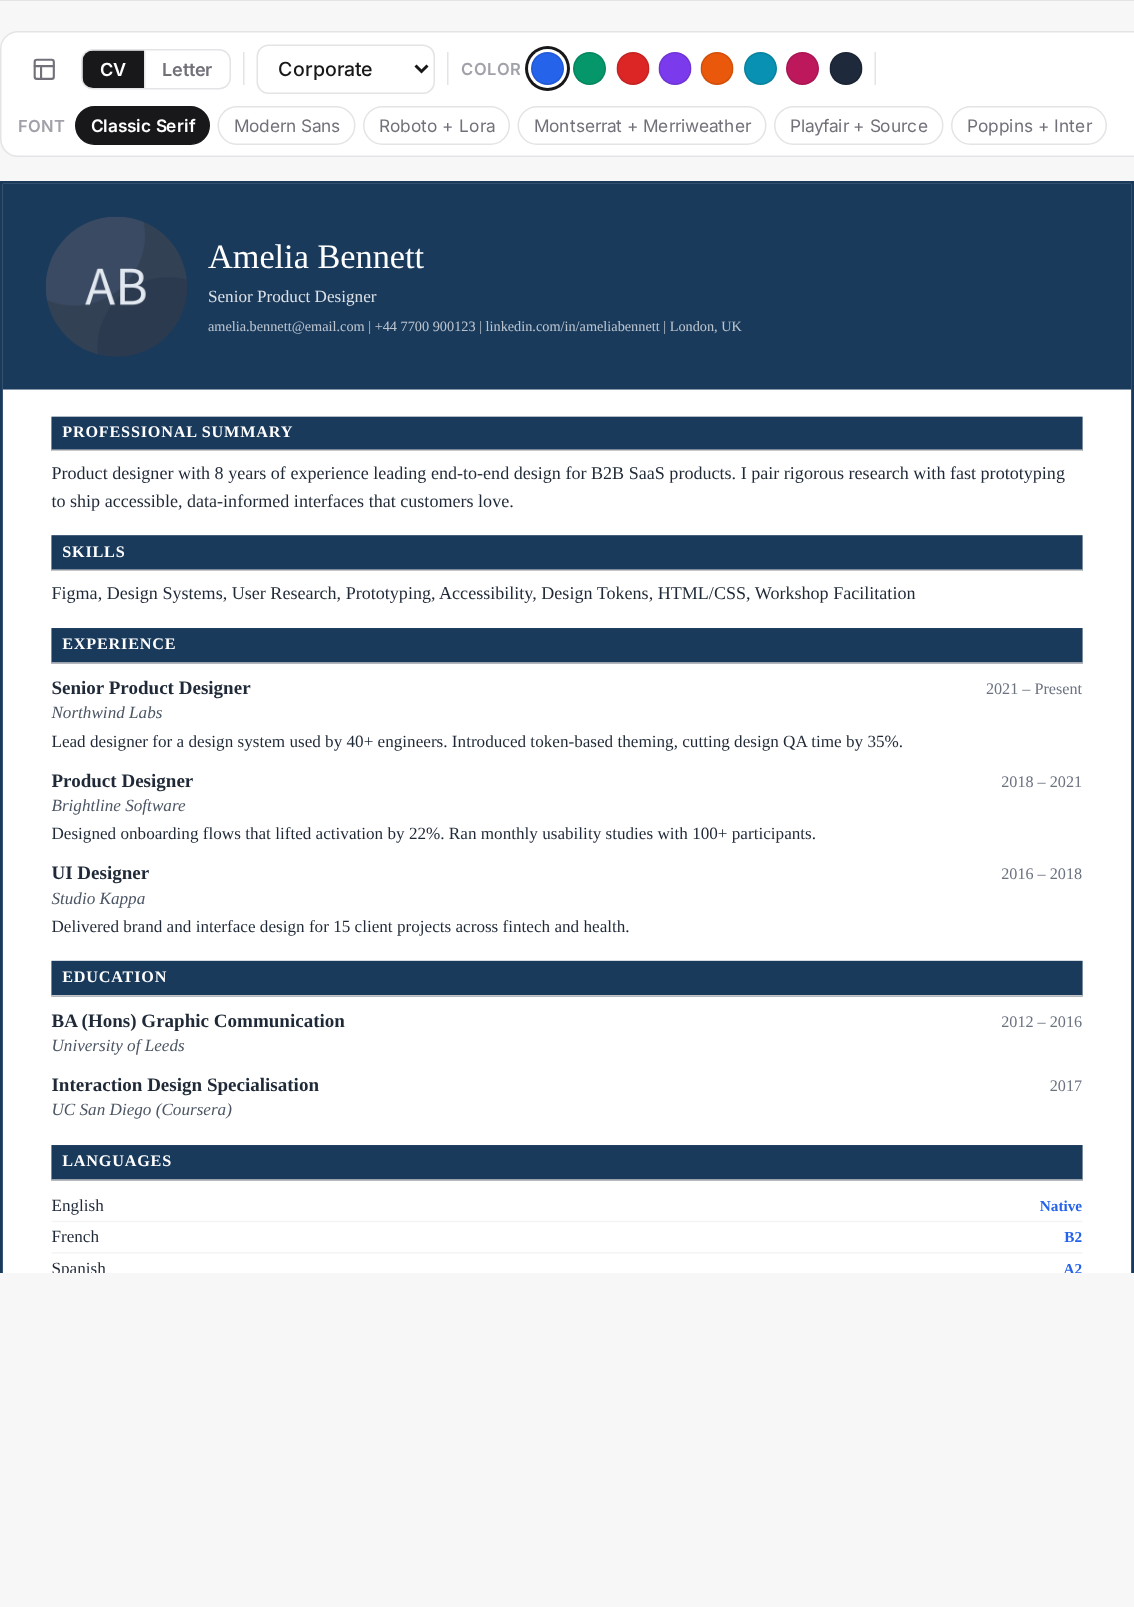 CV Letter Corporate COLOR
FONT Classic Serif Modern Sans Roboto + Lora Montserrat + Merriweather Playfair + Source Poppins + Inter
AB
Amelia Bennett
Senior Product Designer
amelia.bennett@email.com | +44 7700 900123 | linkedin.com/in/ameliabennett | London, UK
PROFESSIONAL SUMMARY
Product designer with 8 years of experience leading end-to-end design for B2B SaaS products. I pair rigorous research with fast prototyping
to ship accessible, data-informed interfaces that customers love.
SKILLS
Figma, Design Systems, User Research, Prototyping, Accessibility, Design Tokens, HTML/CSS, Workshop Facilitation
EXPERIENCE
Senior Product Designer 2021 – Present
Northwind Labs
Lead designer for a design system used by 40+ engineers. Introduced token-based theming, cutting design QA time by 35%.
Product Designer 2018 – 2021
Brightline Software
Designed onboarding flows that lifted activation by 22%. Ran monthly usability studies with 100+ participants.
UI Designer 2016 – 2018
Studio Kappa
Delivered brand and interface design for 15 client projects across fintech and health.
EDUCATION
BA (Hons) Graphic Communication 2012 – 2016
University of Leeds
Interaction Design Specialisation 2017
UC San Diego (Coursera)
LANGUAGES
English Native
French B2
Spanish A2